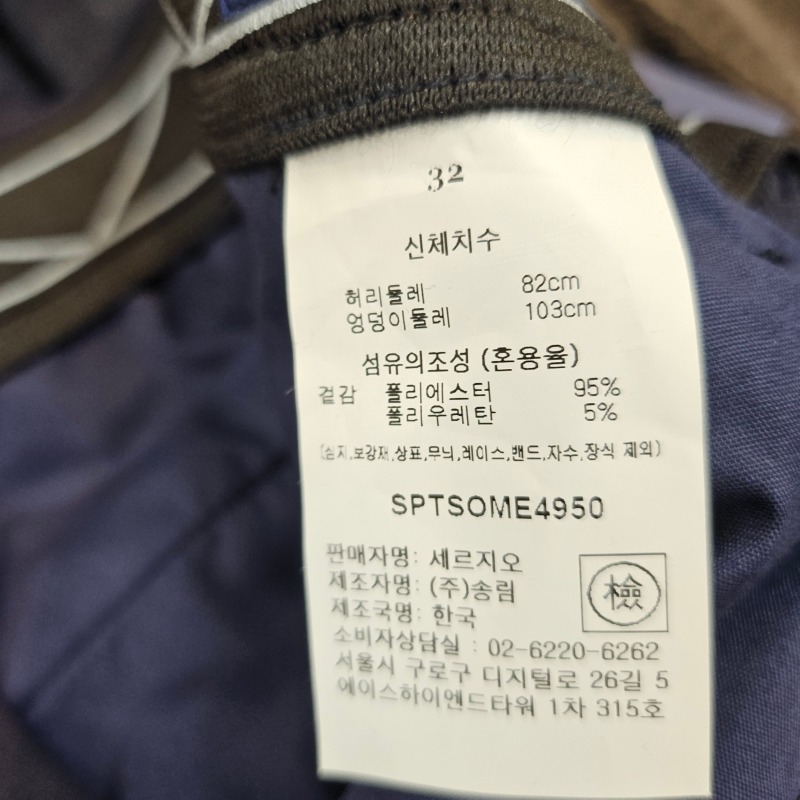 32
신체치수
허리둘레 82cm
엉덩이둘레 103cm
섬유의조성 (혼용율)
겉감 폴리에스터 95%
폴리우레탄 5%
(심지,보강재,상표,무늬,레이스,밴드,자수,장식 제외)
SPTSOME4950
판매자명: 세르지오
제조자명: (주)송림
제조국명: 한국
檢
소비자상담실 : 02-6220-6262
서울시 구로구 디지털로 26길 5
에이스하이엔드타워 1차 315호